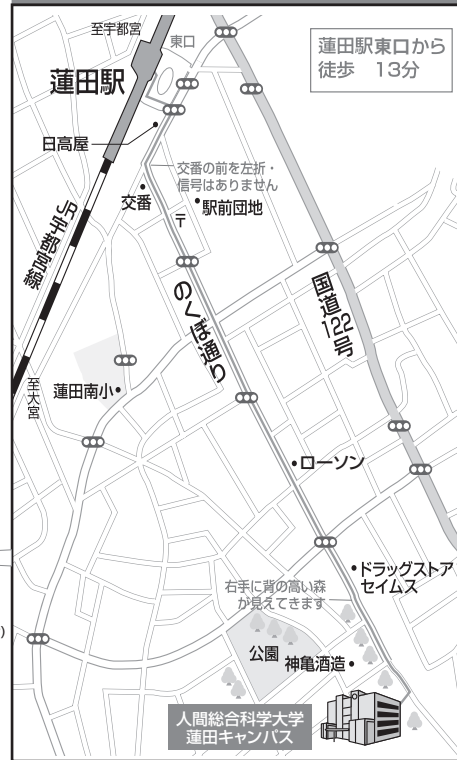 至宇都宮
東口
蓮田駅東口から
徒歩 13分
蓮田駅
日高屋
交番の前を左折・
信号はありません
交番
駅前団地
〒
JR宇都宮線
のくぼ通り
国道122号
至大宮
蓮田南小
ローソン
ドラッグストア
セイムス
右手に背の高い森
が見えてきます
)
公園
神亀酒造
人間総合科学大学
蓮田キャンパス